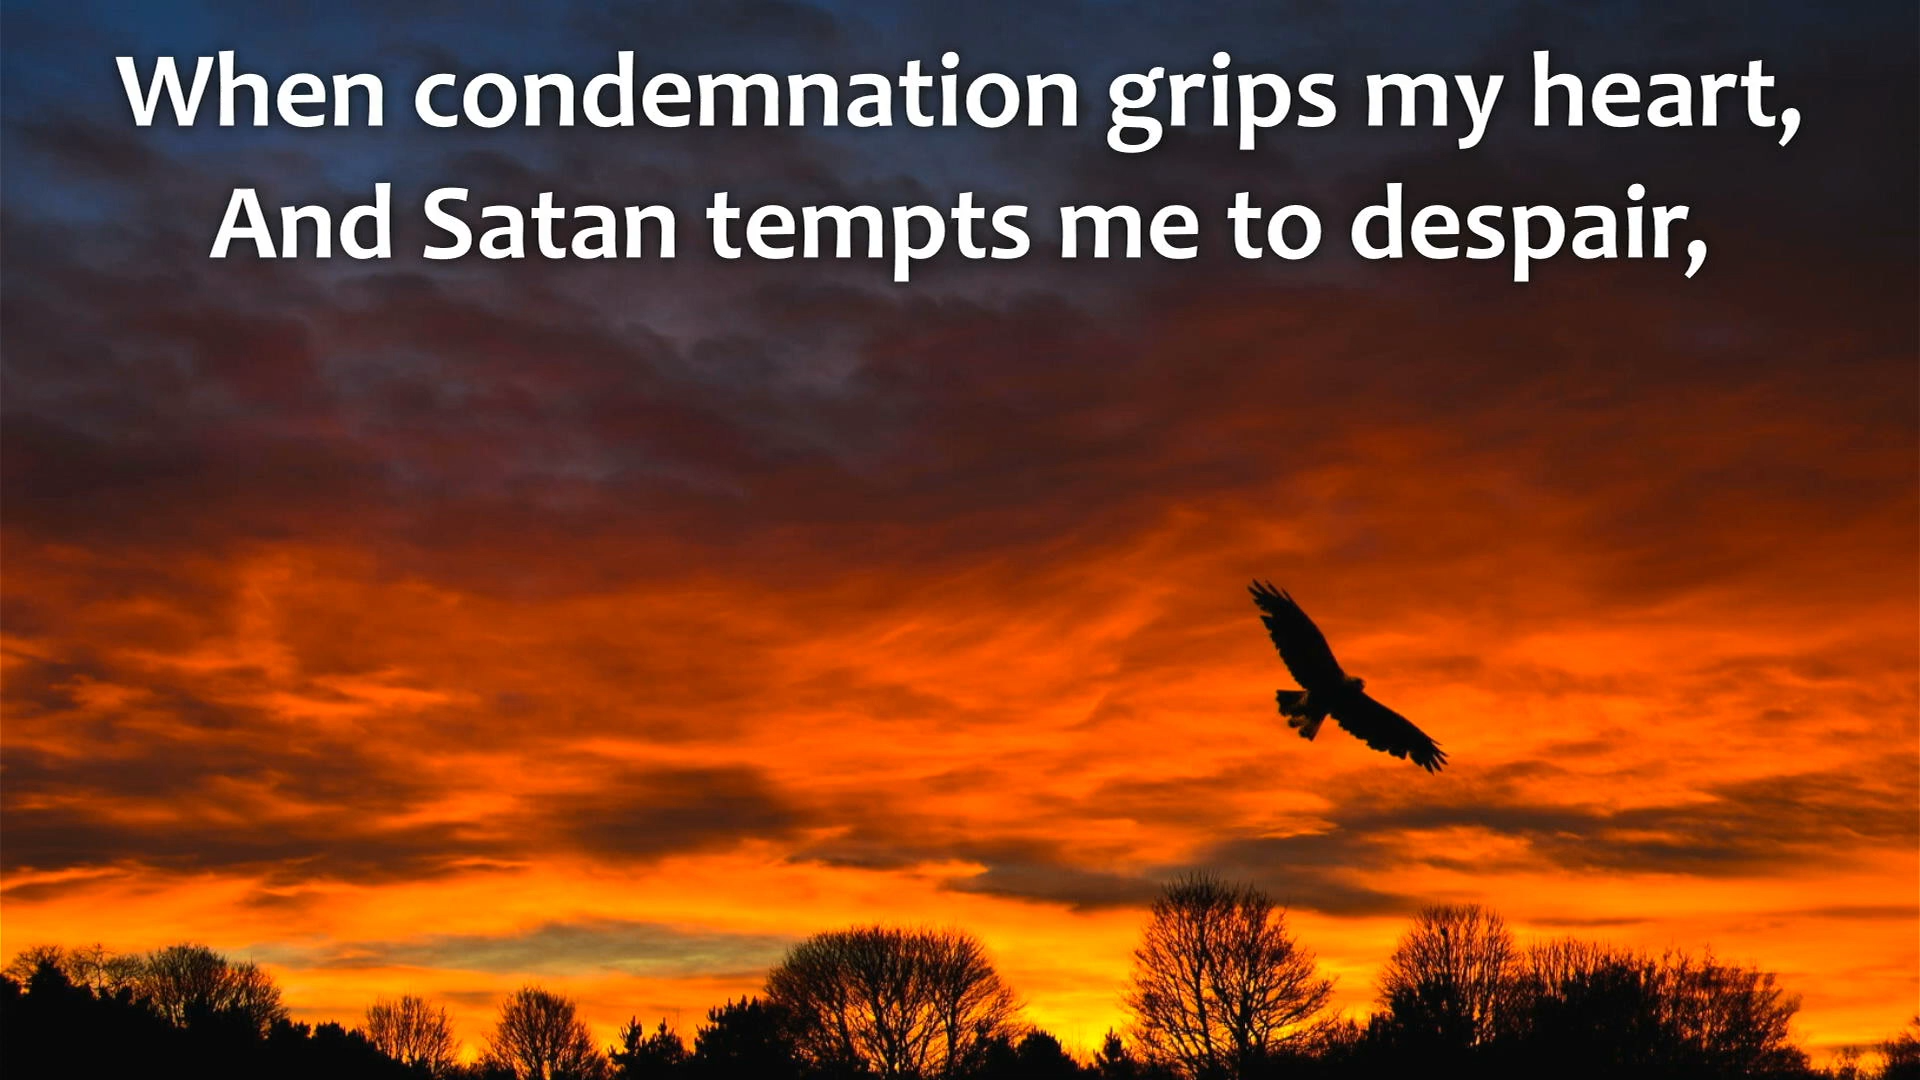 When condemnation grips my heart,
And Satan tempts me to despair,